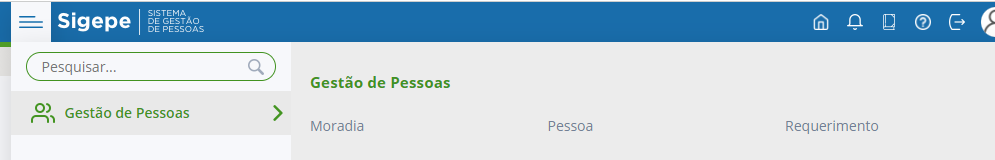 Sigepe
SISTEMA
DE GESTÃO
DE PESSOAS
Pesquisar...
Gestão de Pessoas
Gestão de Pessoas
Moradia
Pessoa
Requerimento